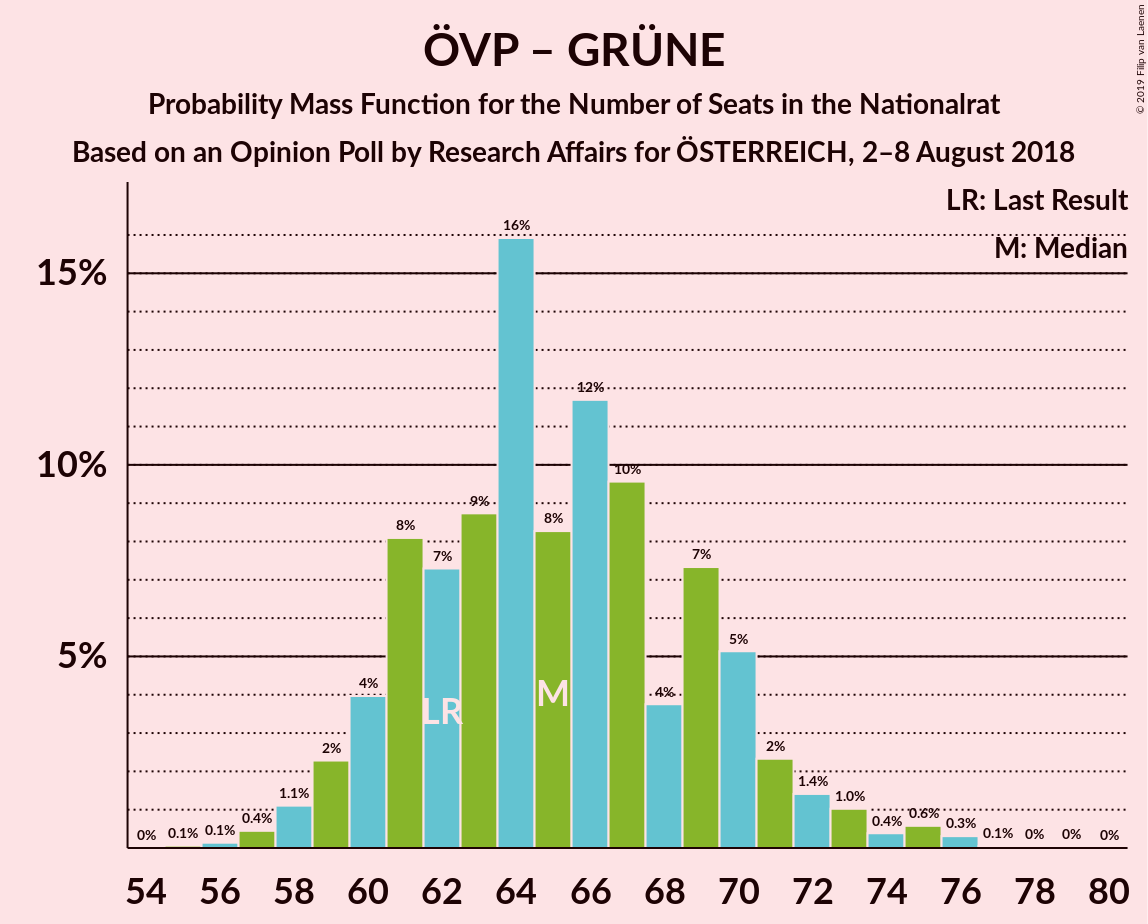 ÖVP – GRÜNE
Probability Mass Function for the Number of Seats in the Nationalrat
Based on an Opinion Poll by Research Affairs for ÖSTERREICH, 2–8 August 2018
© 2019 Filip van Laenen
LR: Last Result
M: Median
15%
10%
5%
0% 0.1% 0.1% 0.4% 1.1% 2% 4% 8% 7% 9% 16% 8% 12% 10% 4% 7% 5% 2% 1.4% 1.0% 0.4% 0.6% 0.3% 0.1% 0% 0% 0%
LR M
54 56 58 60 62 64 66 68 70 72 74 76 78 80